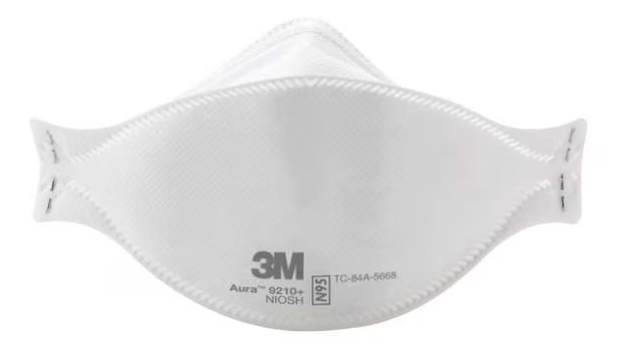 3M
Aura™ 9210+
NIOSH
N95
TC-84A-5668